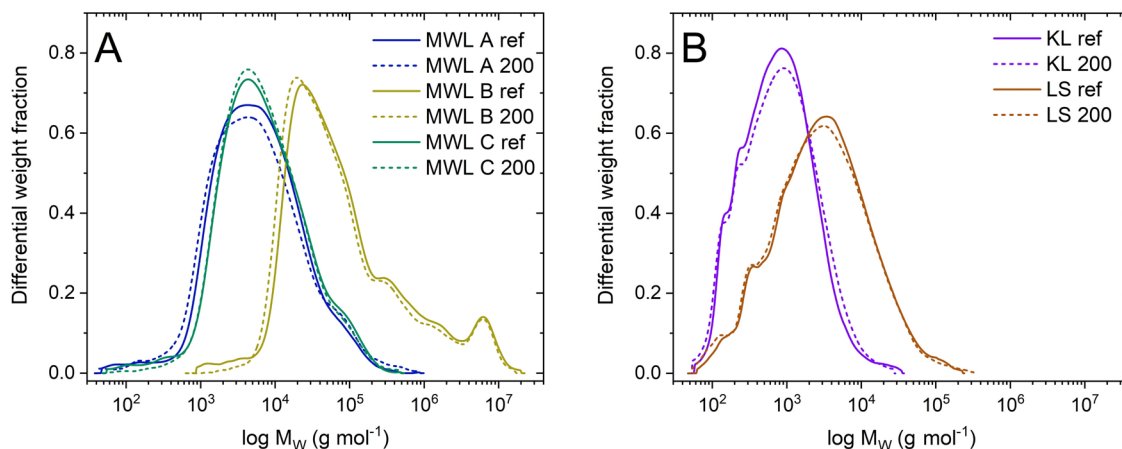 A
MWL A ref
MWL A 200
MWL B ref
MWL B 200
MWL C ref
MWL C 200
Differential weight fraction
0.8
0.6
0.4
0.2
0.0
10² 10³ 10⁴ 10⁵ 10⁶ 10⁷
log M_W (g mol⁻¹)
B
KL ref
KL 200
LS ref
LS 200
Differential weight fraction
0.8
0.6
0.4
0.2
0.0
10² 10³ 10⁴ 10⁵ 10⁶ 10⁷
log M_W (g mol⁻¹)